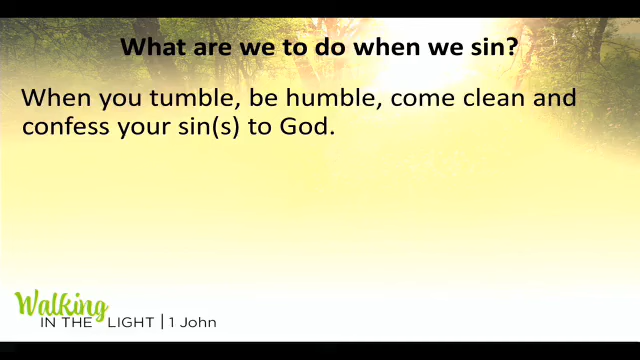 What are we to do when we sin?
When you tumble, be humble, come clean and
confess your sin(s) to God.
Walking
IN THE LIGHT | 1 John